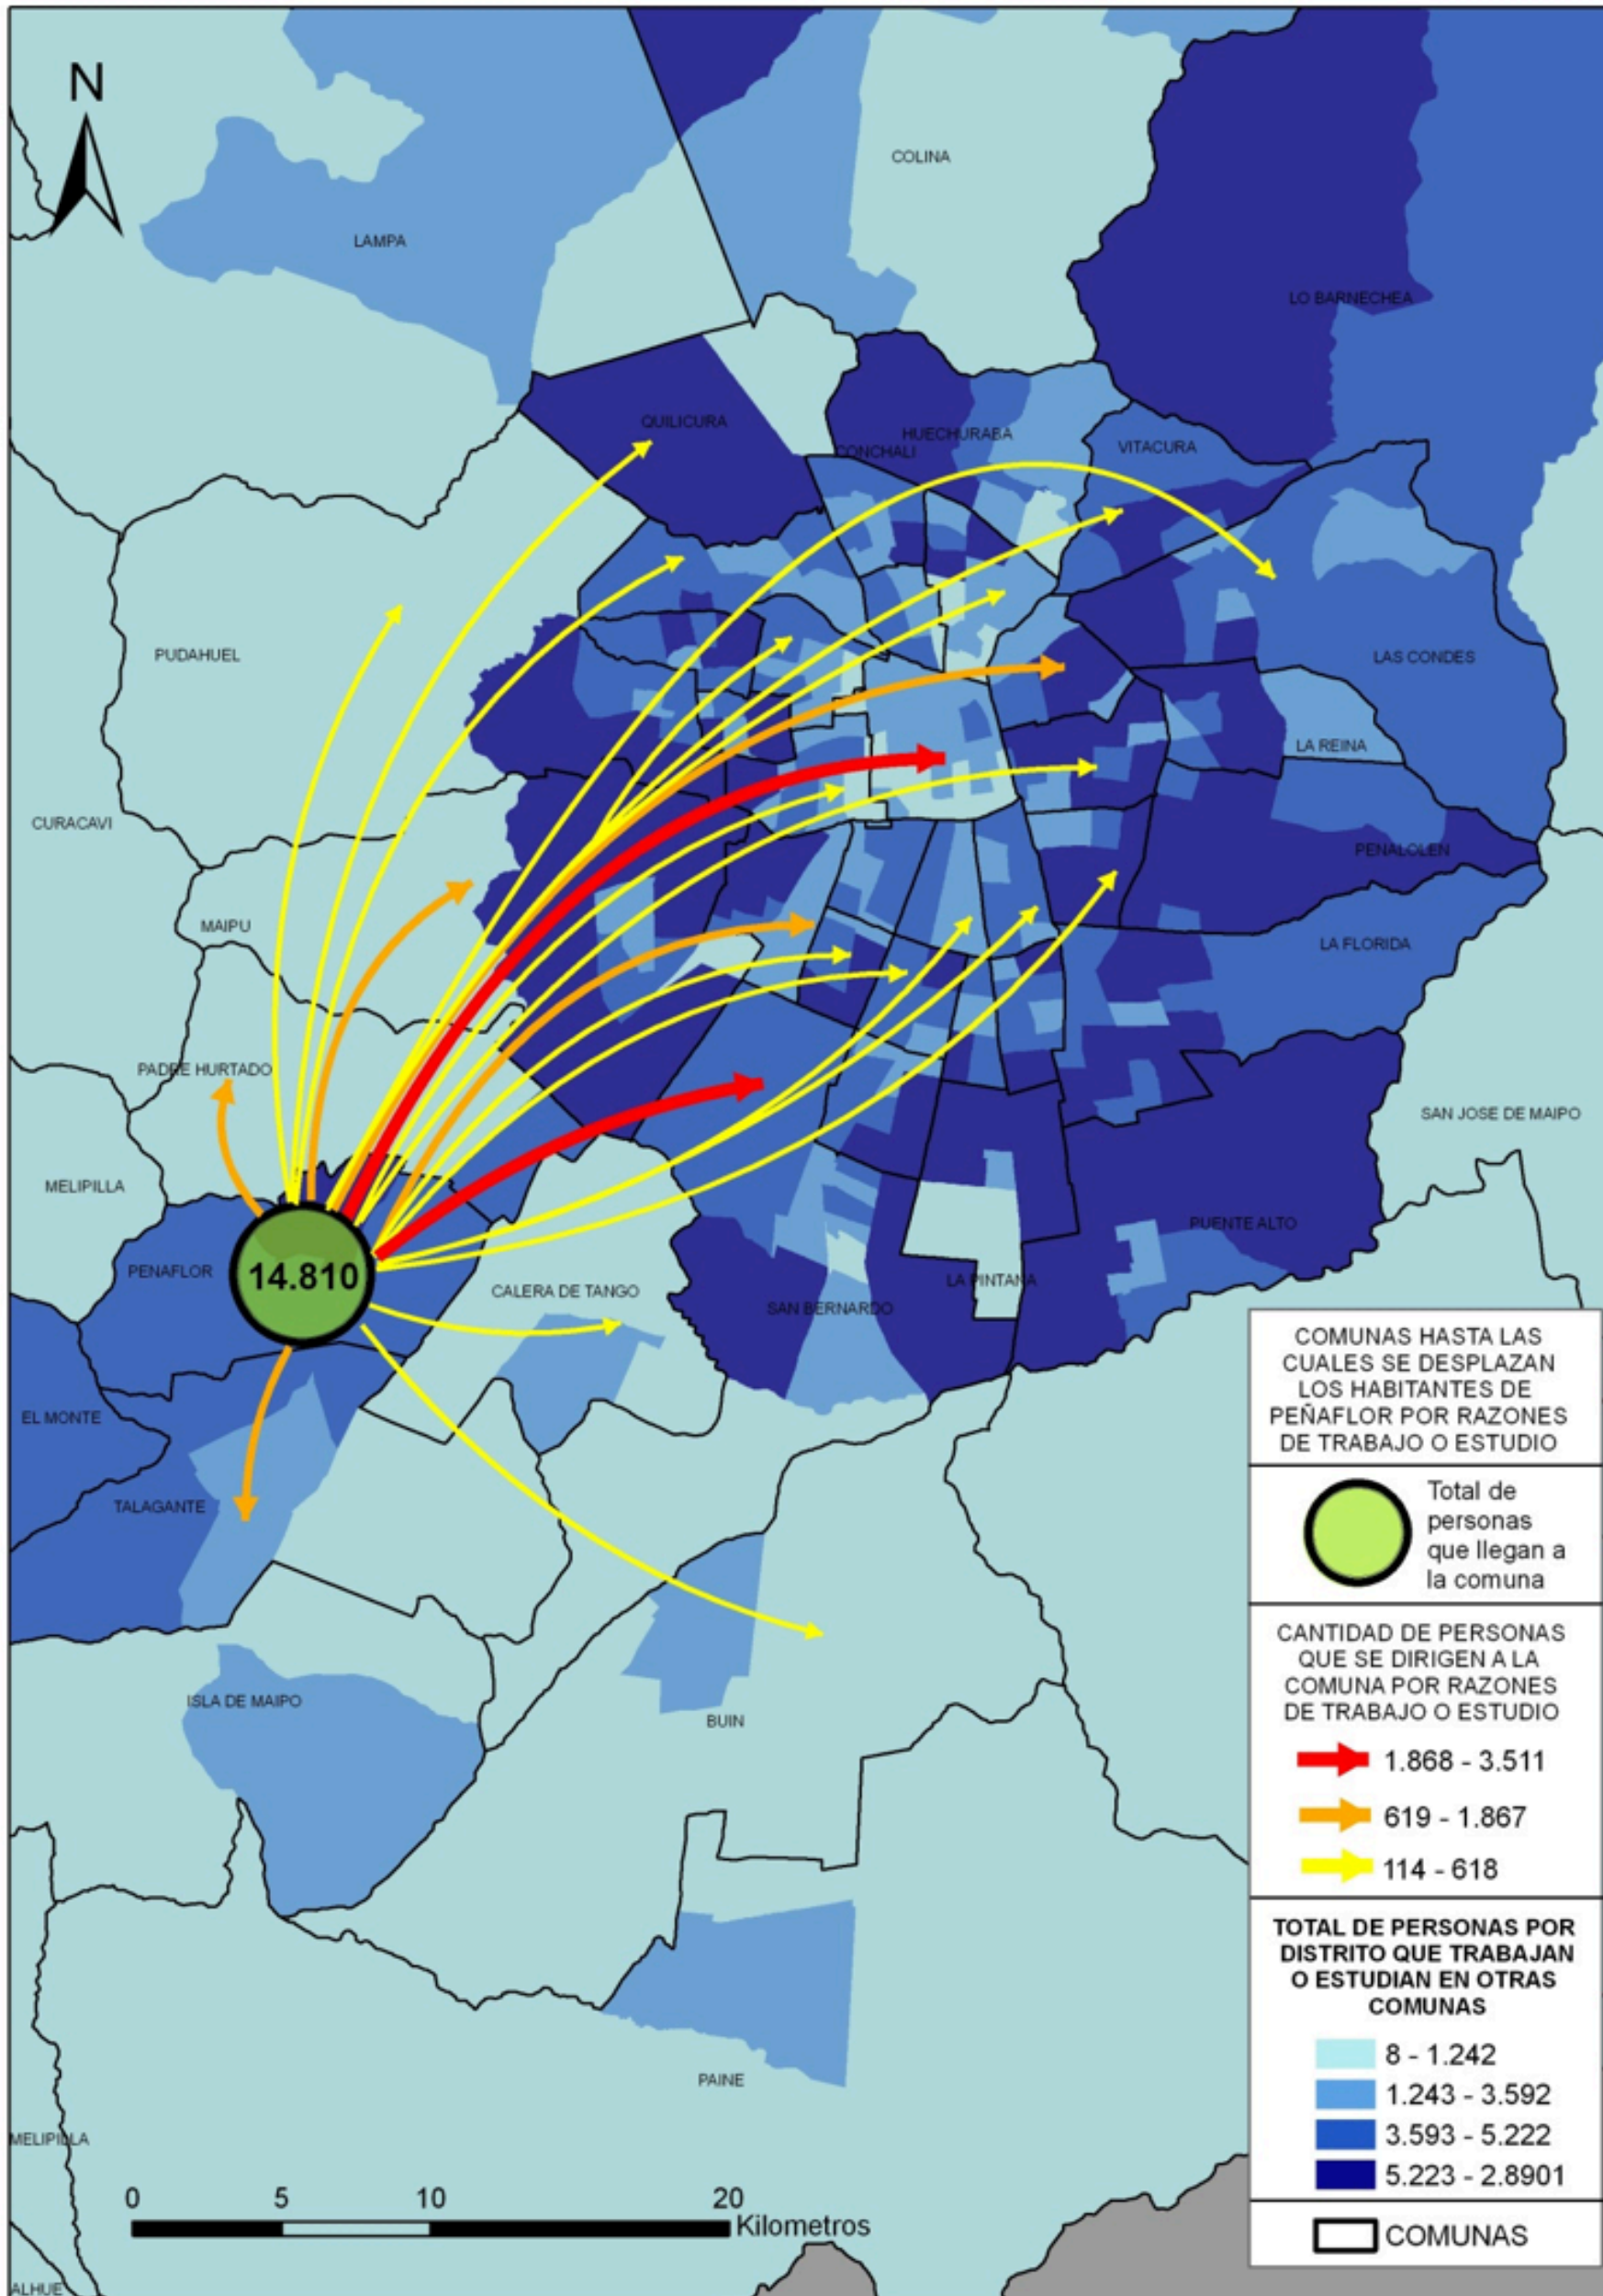 N
COLINA
LAMPA
LO BARNECHEA
QUILICURA
HUECHURABA
CONCHALI
VITACURA
PUDAHUEL
LAS CONDES
LA REINA
CURACAVI
PENALOLEN
MAIPU
LA FLORIDA
PADRE HURTADO
SAN JOSE DE MAIPO
MELIPILLA
PUENTE ALTO
PENAFLOR
14.810
CALERA DE TANGO
LA PINTANA
SAN BERNARDO
EL MONTE
TALAGANTE
ISLA DE MAIPO
BUIN
PAINE
MELIPILLA
ALHUE
0 5 10 20
Kilometros
COMUNAS HASTA LAS
CUALES SE DESPLAZAN
LOS HABITANTES DE
PEÑAFLOR POR RAZONES
DE TRABAJO O ESTUDIO
Total de
personas
que llegan a
la comuna
CANTIDAD DE PERSONAS
QUE SE DIRIGEN A LA
COMUNA POR RAZONES
DE TRABAJO O ESTUDIO
1.868 - 3.511
619 - 1.867
114 - 618
TOTAL DE PERSONAS POR
DISTRITO QUE TRABAJAN
O ESTUDIAN EN OTRAS
COMUNAS
8 - 1.242
1.243 - 3.592
3.593 - 5.222
5.223 - 2.8901
COMUNAS